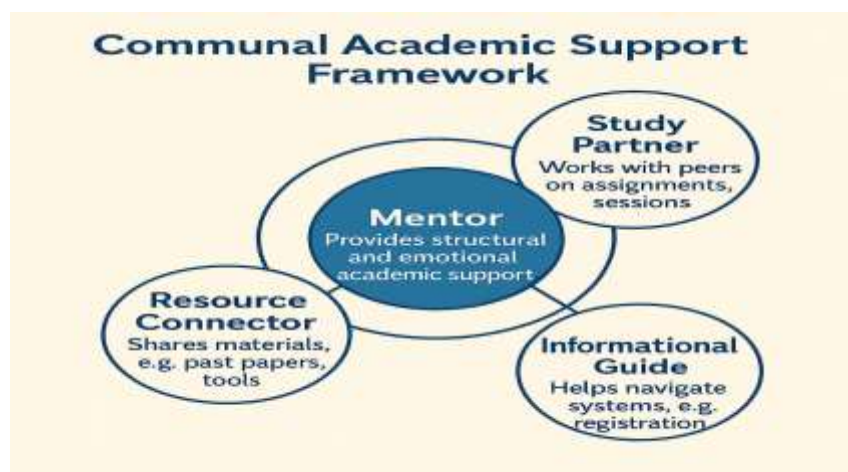 Communal Academic Support
Framework
Study
Partner
Works with peers
on assignments,
sessions
Mentor
Provides structural
and emotional
academic support
Resource
Connector
Shares materials,
e.g. past papers,
tools
Informational
Guide
Helps navigate
systems, e.g.
registration